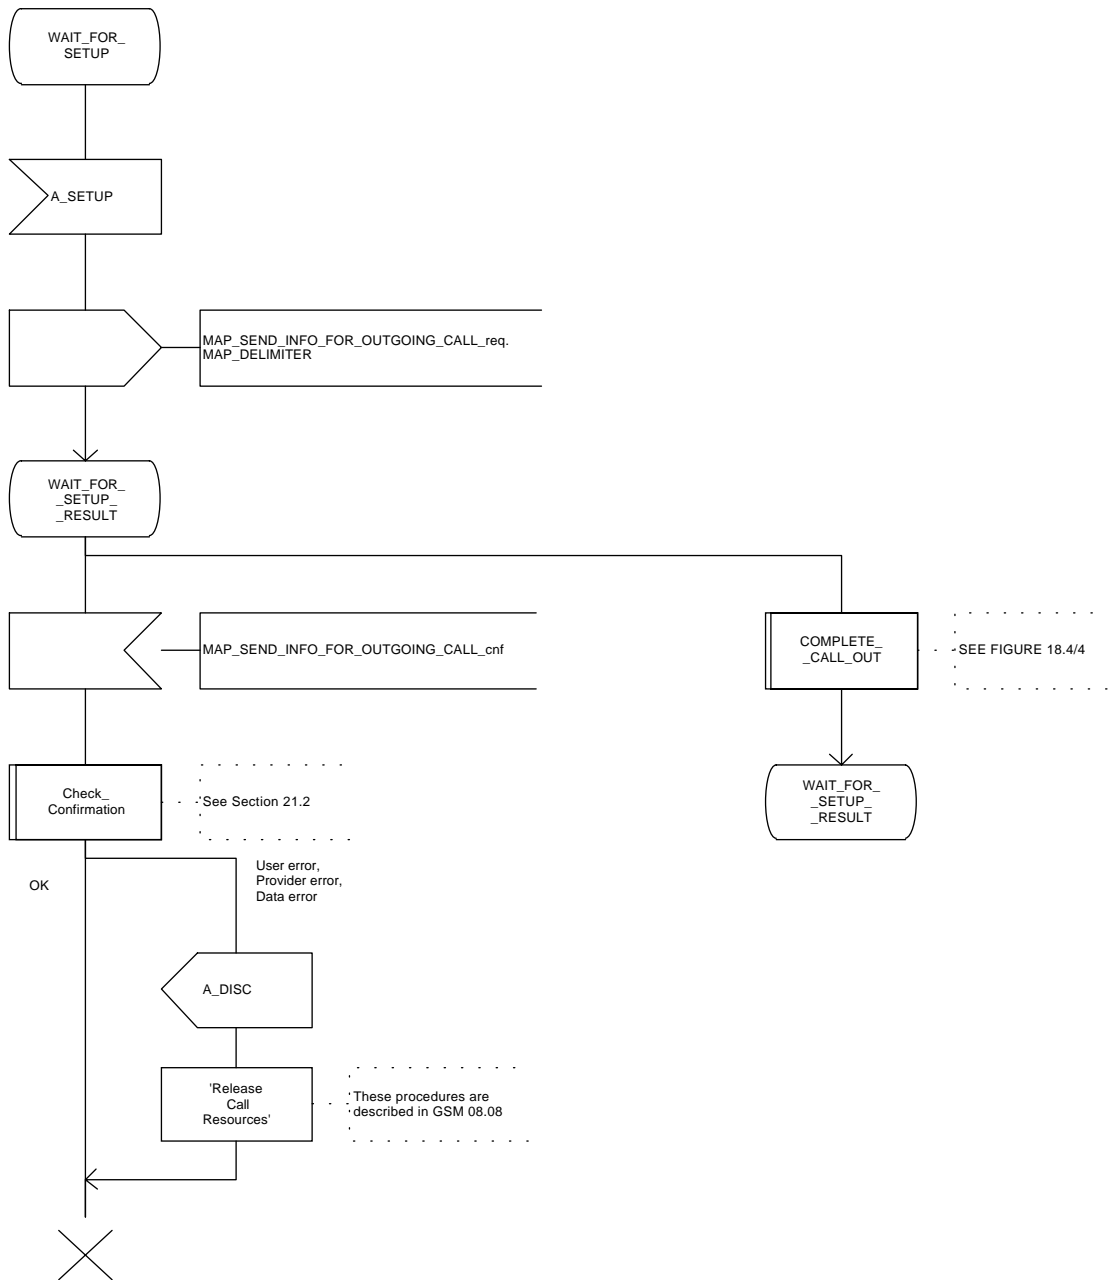 WAIT_FOR_
SETUP
A_SETUP
MAP_SEND_INFO_FOR_OUTGOING_CALL_req.
MAP_DELIMITER
WAIT_FOR_
_SETUP_
_RESULT
MAP_SEND_INFO_FOR_OUTGOING_CALL_cnf
COMPLETE_
_CALL_OUT
SEE FIGURE 18.4/4
Check_
Confirmation
See Section 21.2
WAIT_FOR_
_SETUP_
_RESULT
OK
User error,
Provider error,
Data error
A_DISC
'Release
Call
Resources'
These procedures are
described in GSM 08.08